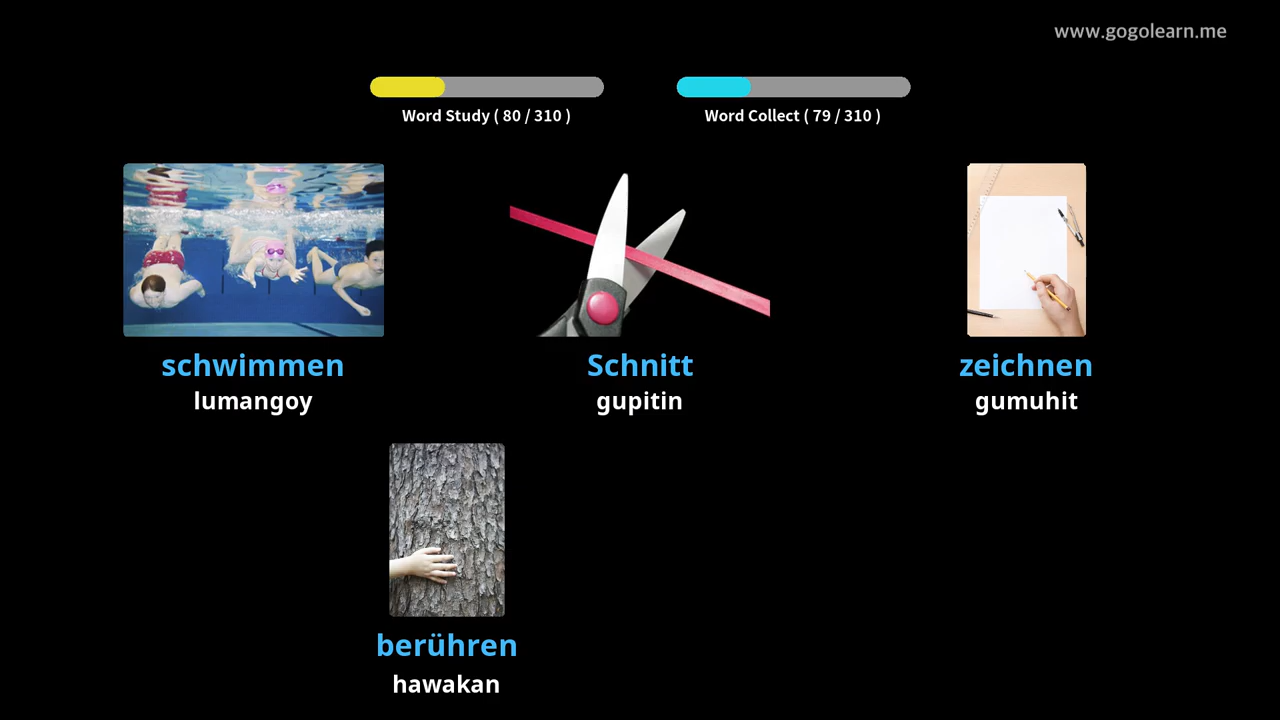 www.gogolearn.me
Word Study ( 80 / 310 )
Word Collect ( 79 / 310 )
schwimmen
lumangoy
Schnitt
gupitin
zeichnen
gumuhit
berühren
hawakan